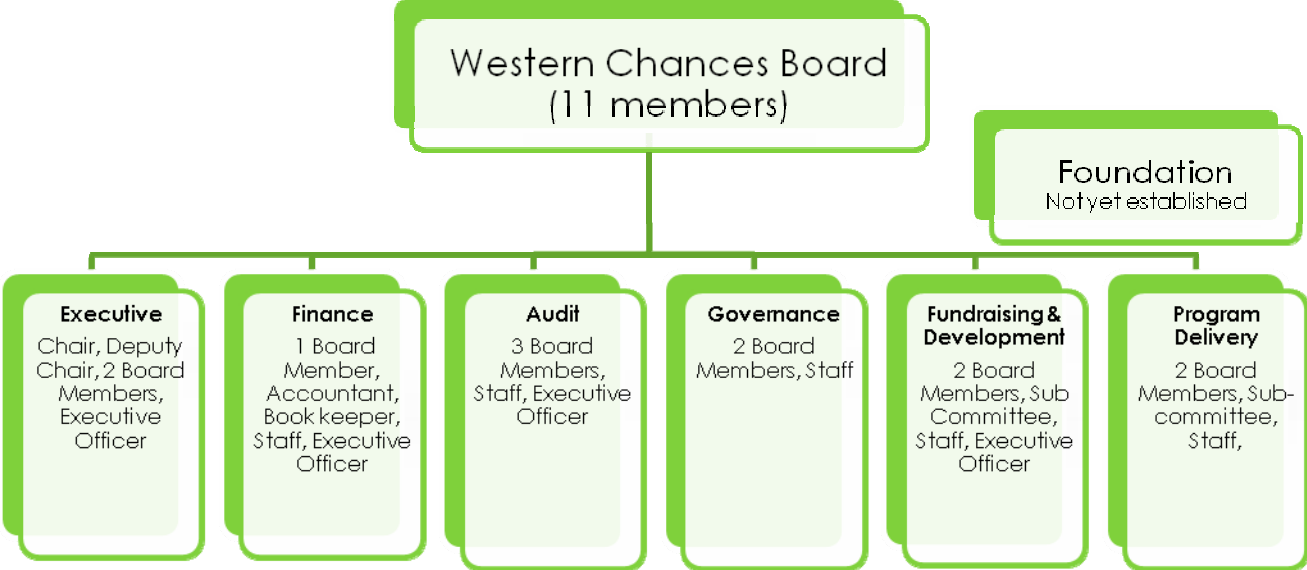 Western Chances Board
(11 members)
Foundation
Not yet established
Executive
Chair, Deputy
Chair, 2 Board
Members,
Executive
Officer
Finance
1 Board
Member,
Accountant,
Book keeper,
Staff, Executive
Officer
Audit
3 Board
Members,
Staff, Executive
Officer
Governance
2 Board
Members, Staff
Fundraising &
Development
2 Board
Members, Sub
Committee,
Staff, Executive
Officer
Program
Delivery
2 Board
Members, Sub-
committee,
Staff,